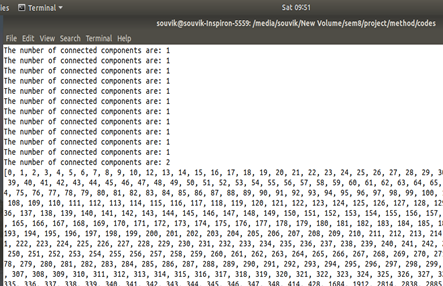 ies Terminal Sat 09:51
souvik@souvik-Inspiron-5559: /media/souvik/New Volume/sem8/project/method/codes
File Edit View Search Terminal Help
The number of connected components are: 1
The number of connected components are: 1
The number of connected components are: 1
The number of connected components are: 1
The number of connected components are: 1
The number of connected components are: 1
The number of connected components are: 1
The number of connected components are: 1
The number of connected components are: 1
The number of connected components are: 1
The number of connected components are: 1
The number of connected components are: 2
[0, 1, 2, 3, 4, 5, 6, 7, 8, 9, 10, 11, 12, 13, 14, 15, 16, 17, 18, 19, 20, 21, 22, 23, 24, 25, 26, 27, 28, 29,
39, 40, 41, 42, 43, 44, 45, 46, 47, 48, 49, 50, 51, 52, 53, 54, 55, 56, 57, 58, 59, 60, 61, 62, 63, 64, 65,
4, 75, 76, 77, 78, 79, 80, 81, 82, 83, 84, 85, 86, 87, 88, 89, 90, 91, 92, 93, 94, 95, 96, 97, 98, 99, 100,
108, 109, 110, 111, 112, 113, 114, 115, 116, 117, 118, 119, 120, 121, 122, 123, 124, 125, 126, 127, 128,
36, 137, 138, 139, 140, 141, 142, 143, 144, 145, 146, 147, 148, 149, 150, 151, 152, 153, 154, 155, 156, 157,
, 165, 166, 167, 168, 169, 170, 171, 172, 173, 174, 175, 176, 177, 178, 179, 180, 181, 182, 183, 184, 185,
193, 194, 195, 196, 197, 198, 199, 200, 201, 202, 203, 204, 205, 206, 207, 208, 209, 210, 211, 212, 213,
1, 222, 223, 224, 225, 226, 227, 228, 229, 230, 231, 232, 233, 234, 235, 236, 237, 238, 239, 240, 241, 242,
250, 251, 252, 253, 254, 255, 256, 257, 258, 259, 260, 261, 262, 263, 264, 265, 266, 267, 268, 269, 270,
78, 279, 280, 281, 282, 283, 284, 285, 286, 287, 288, 289, 290, 291, 292, 293, 294, 295, 296, 297, 298, 299,
, 307, 308, 309, 310, 311, 312, 313, 314, 315, 316, 317, 318, 319, 320, 321, 322, 323, 324, 325, 326, 327,
335, 336, 337, 338, 339, 340, 341, 342, 343, 344, 345, 346, 347, 348, 414, 428, 1684, 1912, 2814, 2838,